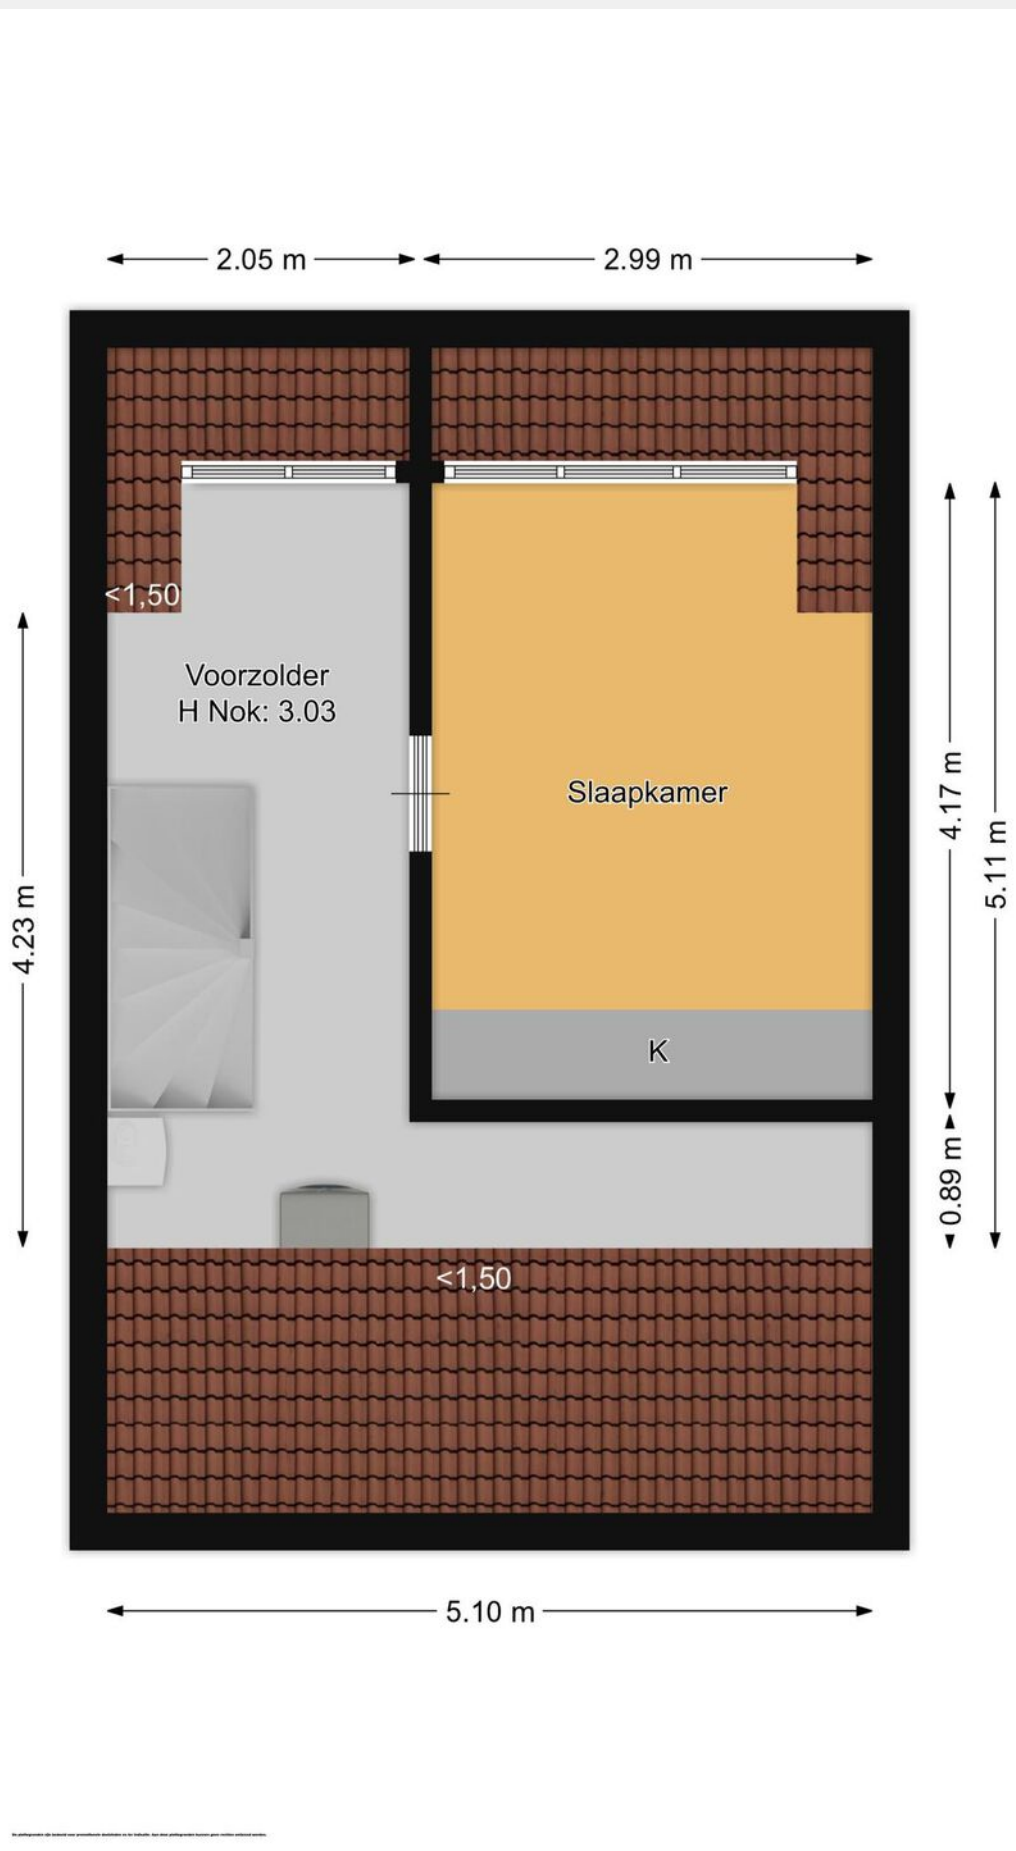 2.05 m
2.99 m
<1,50
Voorzolder
H Nok: 3.03
Slaapkamer
4.17 m
5.11 m
4.23 m
K
0.89 m
<1,50
5.10 m